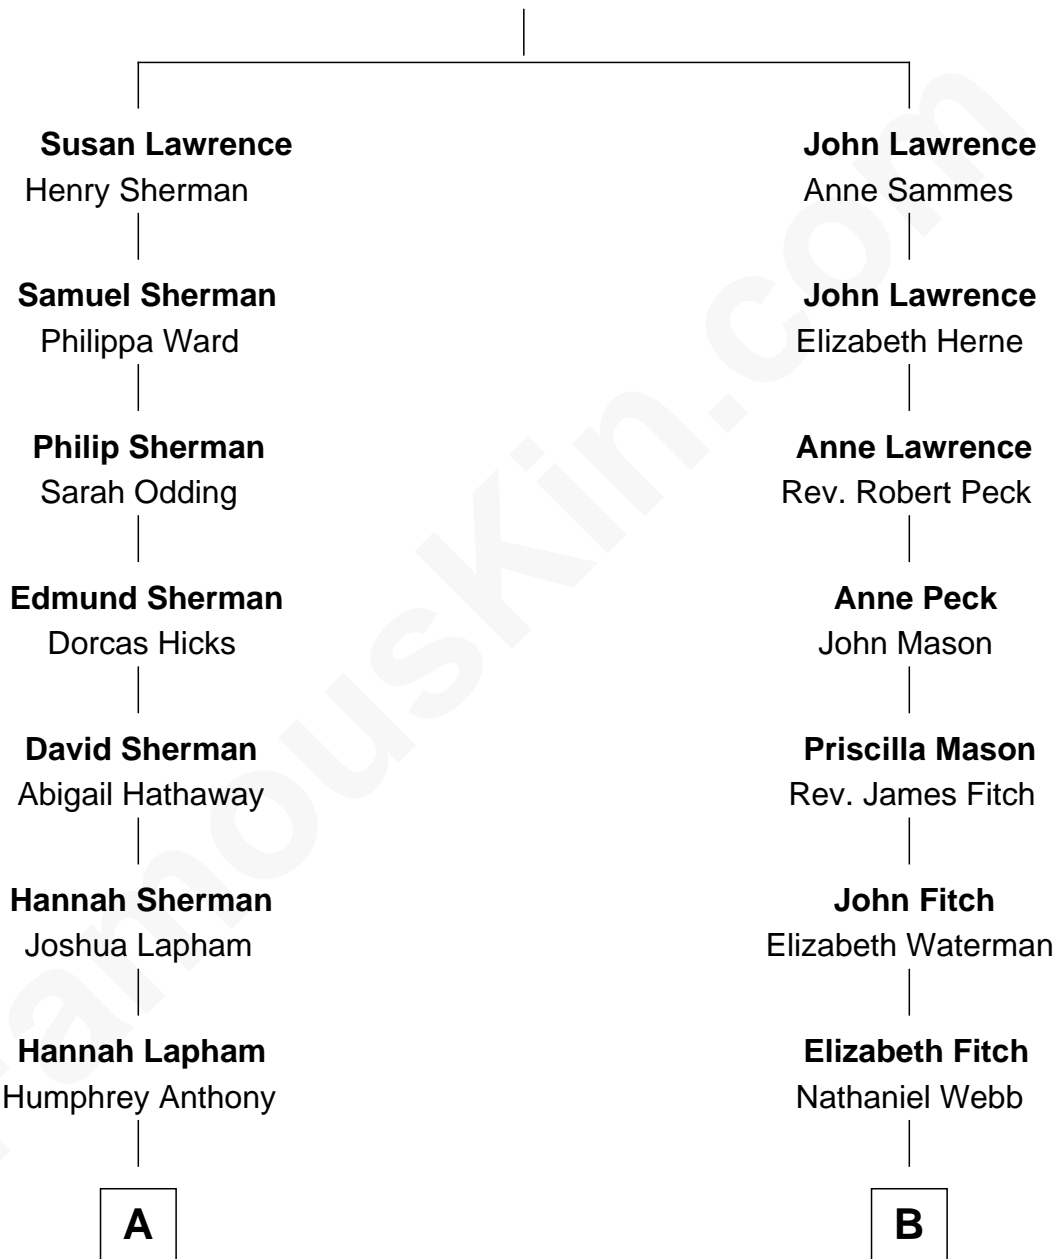 Susan Lawrence
Henry Sherman
Samuel Sherman
Philippa Ward
Philip Sherman
Sarah Odding
Edmund Sherman
Dorcas Hicks
David Sherman
Abigail Hathaway
Hannah Sherman
Joshua Lapham
Hannah Lapham
Humphrey Anthony
A
John Lawrence
Anne Sammes
John Lawrence
Elizabeth Herne
Anne Lawrence
Rev. Robert Peck
Anne Peck
John Mason
Priscilla Mason
Rev. James Fitch
John Fitch
Elizabeth Waterman
Elizabeth Fitch
Nathaniel Webb
B
FamousKin.com